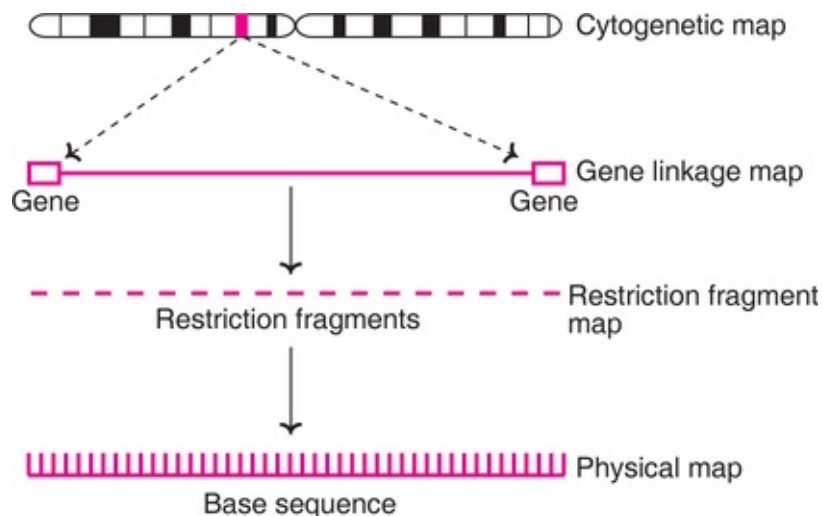 Cytogenetic map
Gene linkage map
Gene
Gene
Restriction fragment
map
Restriction fragments
Physical map
Base sequence